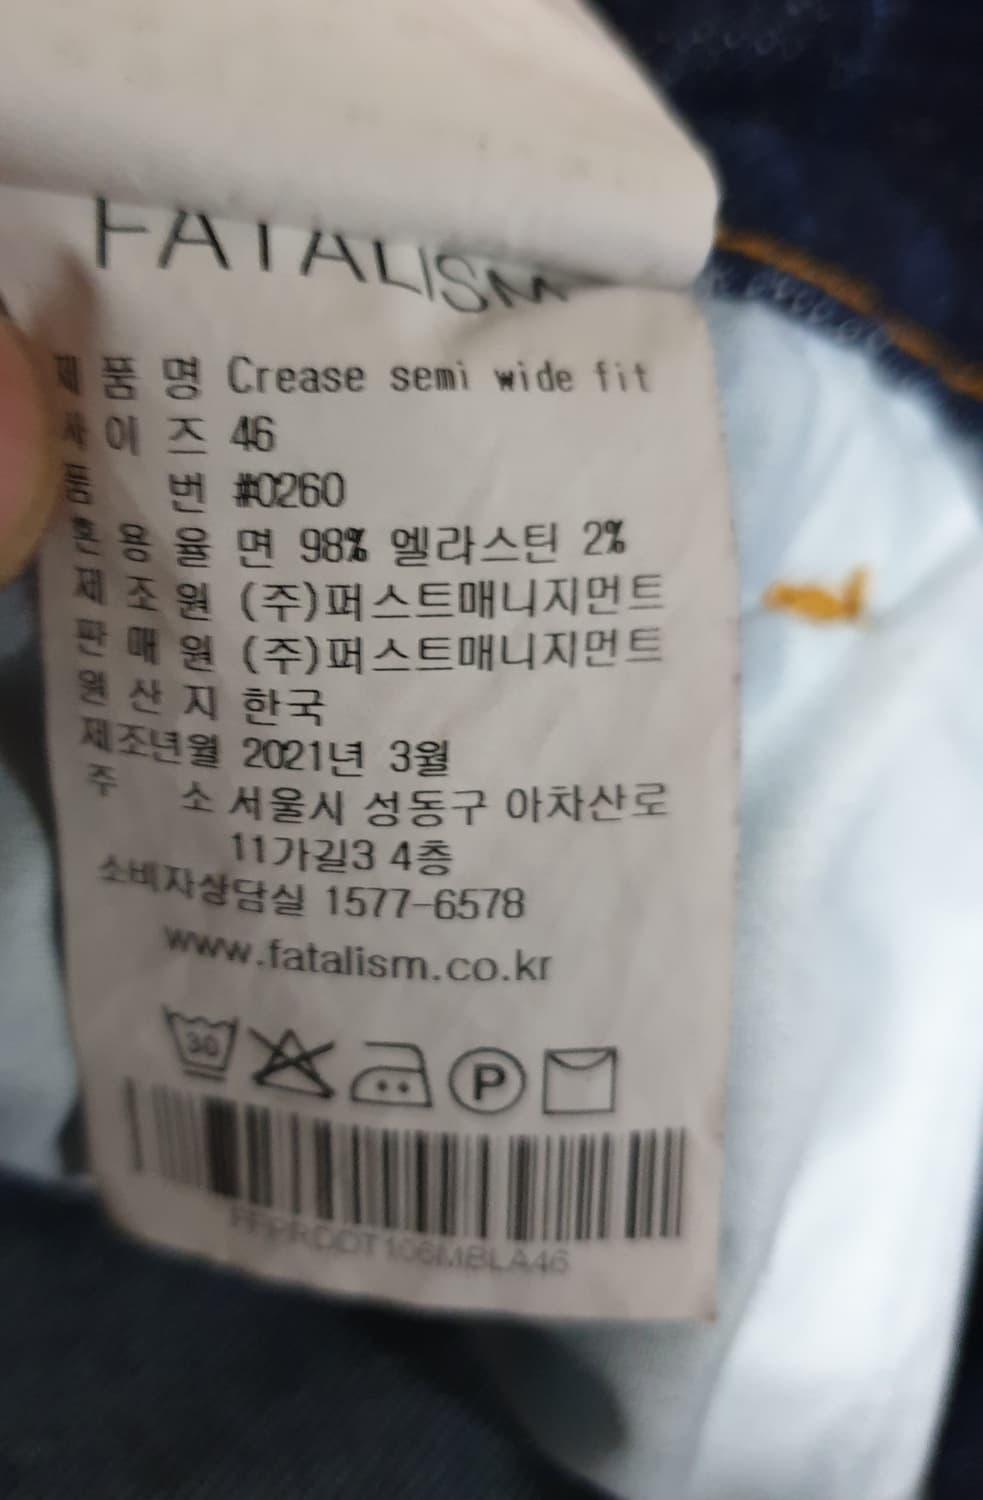 FATALISM
제품명 Crease semi wide fit
사이즈 46
품번 #0260
혼용율 면 98% 엘라스틴 2%
제조원 (주)퍼스트매니지먼트
판매원 (주)퍼스트매니지먼트
원산지 한국
제조년월 2021년 3월
주소 서울시 성동구 아차산로
11가길3 4층
소비자상담실 1577-6578
www.fatalism.co.kr
30
P